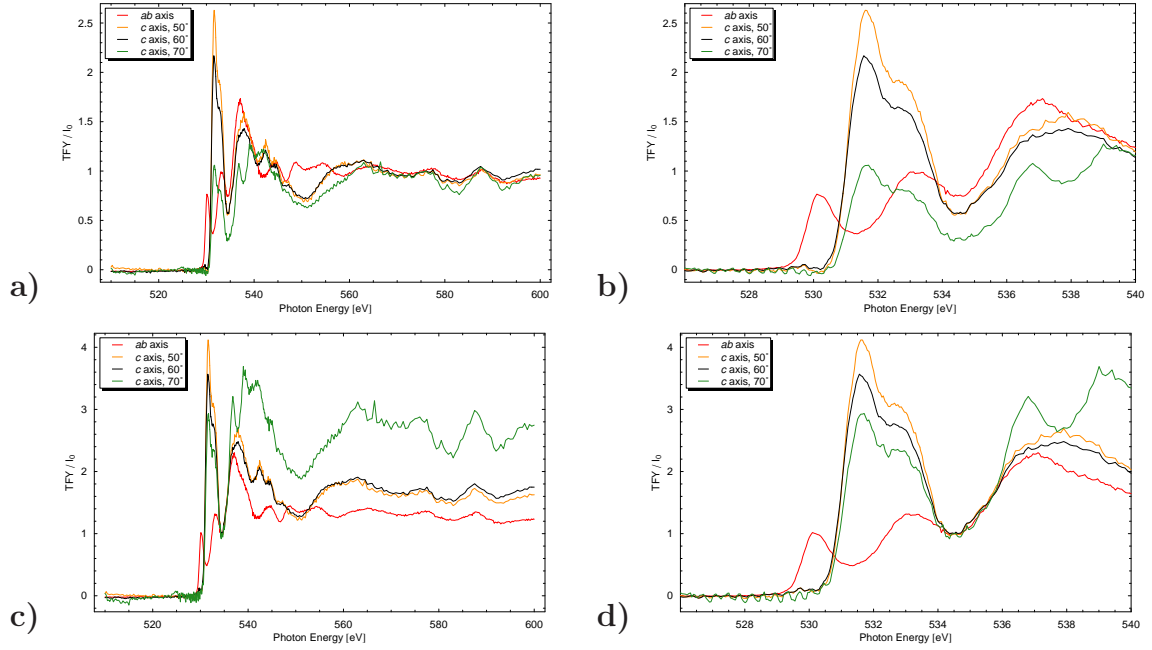 ab axis
c axis, 50°
c axis, 60°
c axis, 70°
2.5
2
1.5
1
0.5
0
TFY / I0
520
540
560
580
600
Photon Energy [eV]
a)
ab axis
c axis, 50°
c axis, 60°
c axis, 70°
2.5
2
1.5
1
0.5
0
TFY / I0
528
530
532
534
536
538
540
Photon Energy [eV]
b)
ab axis
c axis, 50°
c axis, 60°
c axis, 70°
4
3
2
1
0
TFY / I0
520
540
560
580
600
Photon Energy [eV]
c)
ab axis
c axis, 50°
c axis, 60°
c axis, 70°
4
3
2
1
0
TFY / I0
528
530
532
534
536
538
540
Photon Energy [eV]
d)